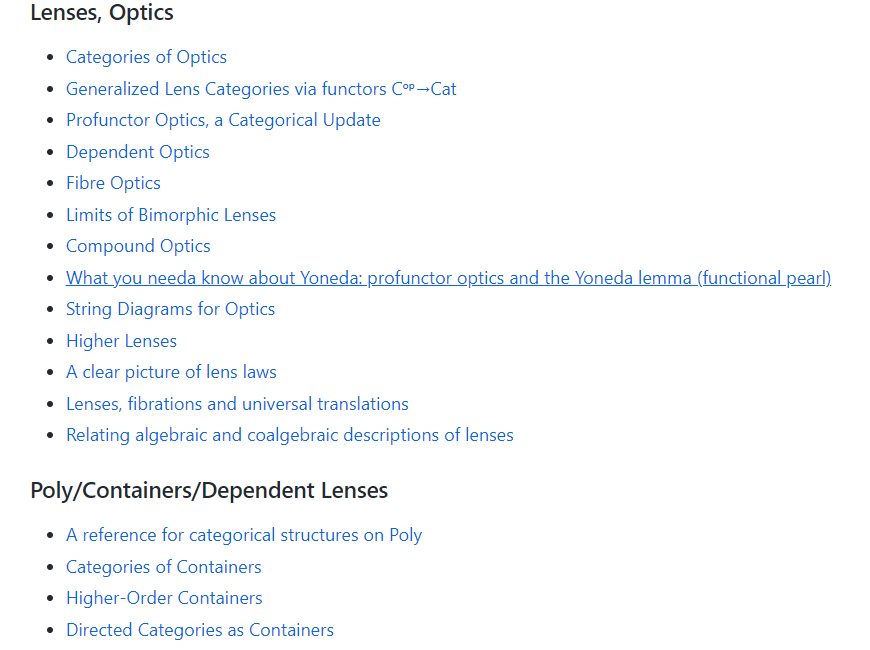 Lenses, Optics
Categories of Optics
Generalized Lens Categories via functors Cᵒᵖ→Cat
Profunctor Optics, a Categorical Update
Dependent Optics
Fibre Optics
Limits of Bimorphic Lenses
Compound Optics
What you needa know about Yoneda: profunctor optics and the Yoneda lemma (functional pearl)
String Diagrams for Optics
Higher Lenses
A clear picture of lens laws
Lenses, fibrations and universal translations
Relating algebraic and coalgebraic descriptions of lenses
Poly/Containers/Dependent Lenses
A reference for categorical structures on Poly
Categories of Containers
Higher-Order Containers
Directed Categories as Containers